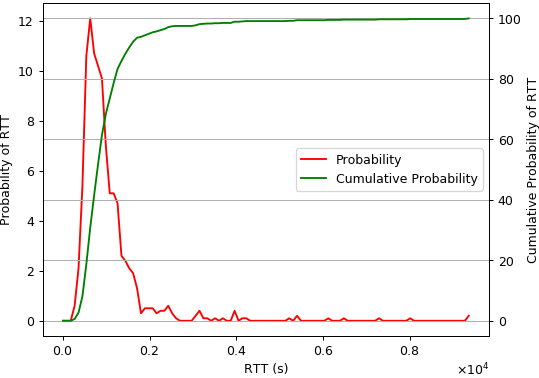 12
10
8
6
4
2
0
Probability of RTT
100
80
60
40
20
0
Cumulative Probability of RTT
Probability
Cumulative Probability
0.0 0.2 0.4 0.6 0.8
RTT (s)
×10⁴